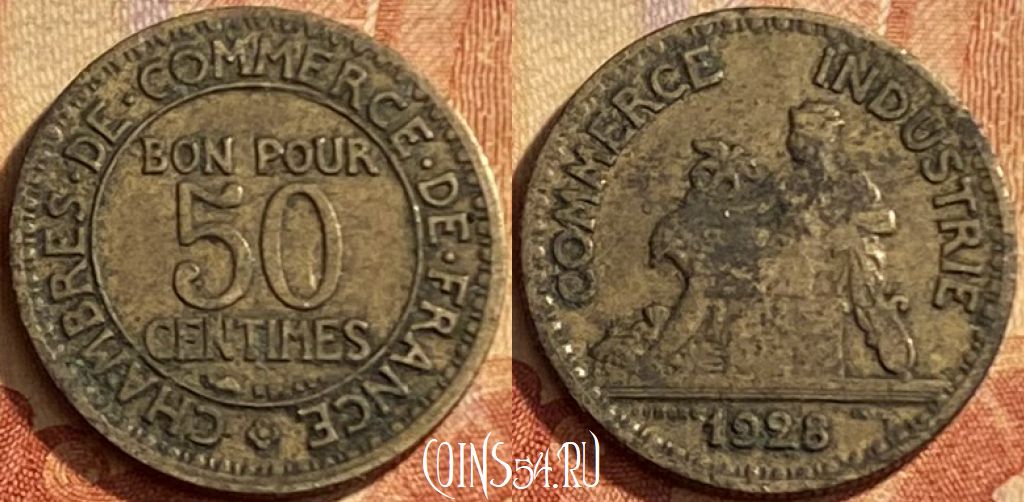 CHAMBRES·DE·COMMERCE·DE·FRANCE
BON POUR
50
CENTIMES
COMMERCE INDUSTRIE
1928
COINS54.RU